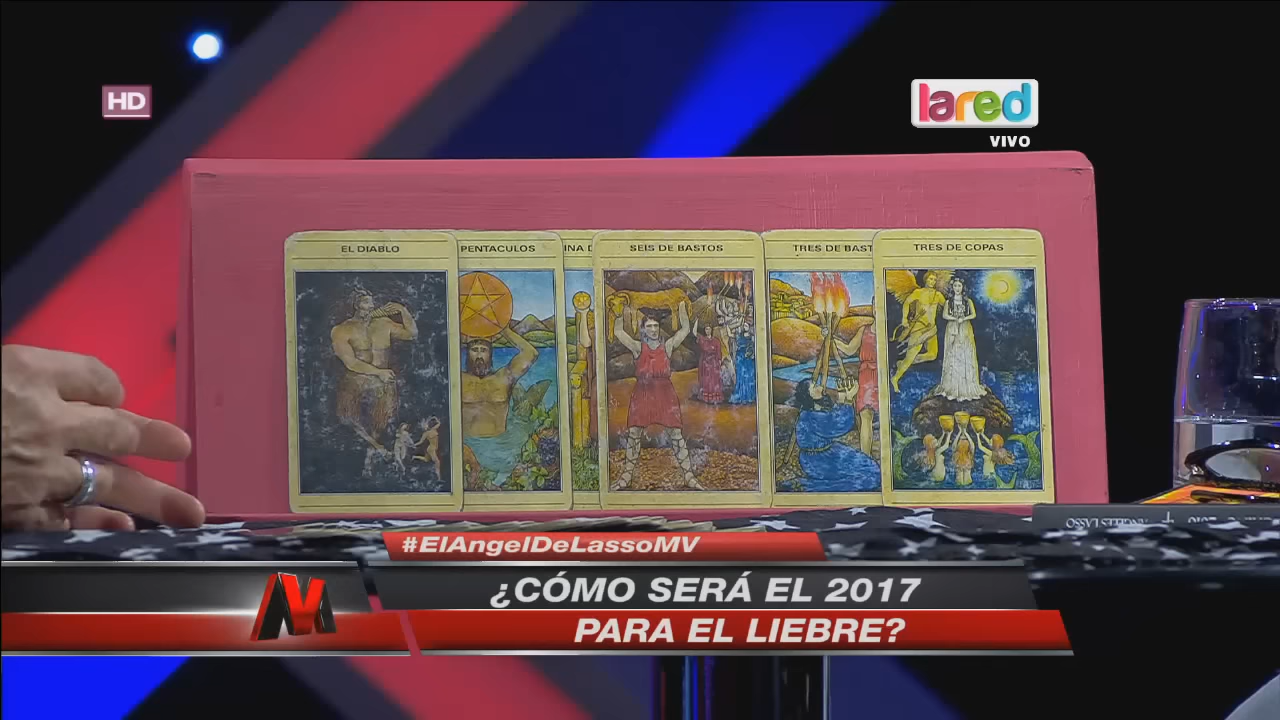 HD
lared
VIVO
EL DIABLO
PENTACULOS
INA D
SEIS DE BASTOS
TRES DE BAST
TRES DE COPAS
#ElAngelDeLassoMV
¿CÓMO SERÁ EL 2017
PARA EL LIEBRE?